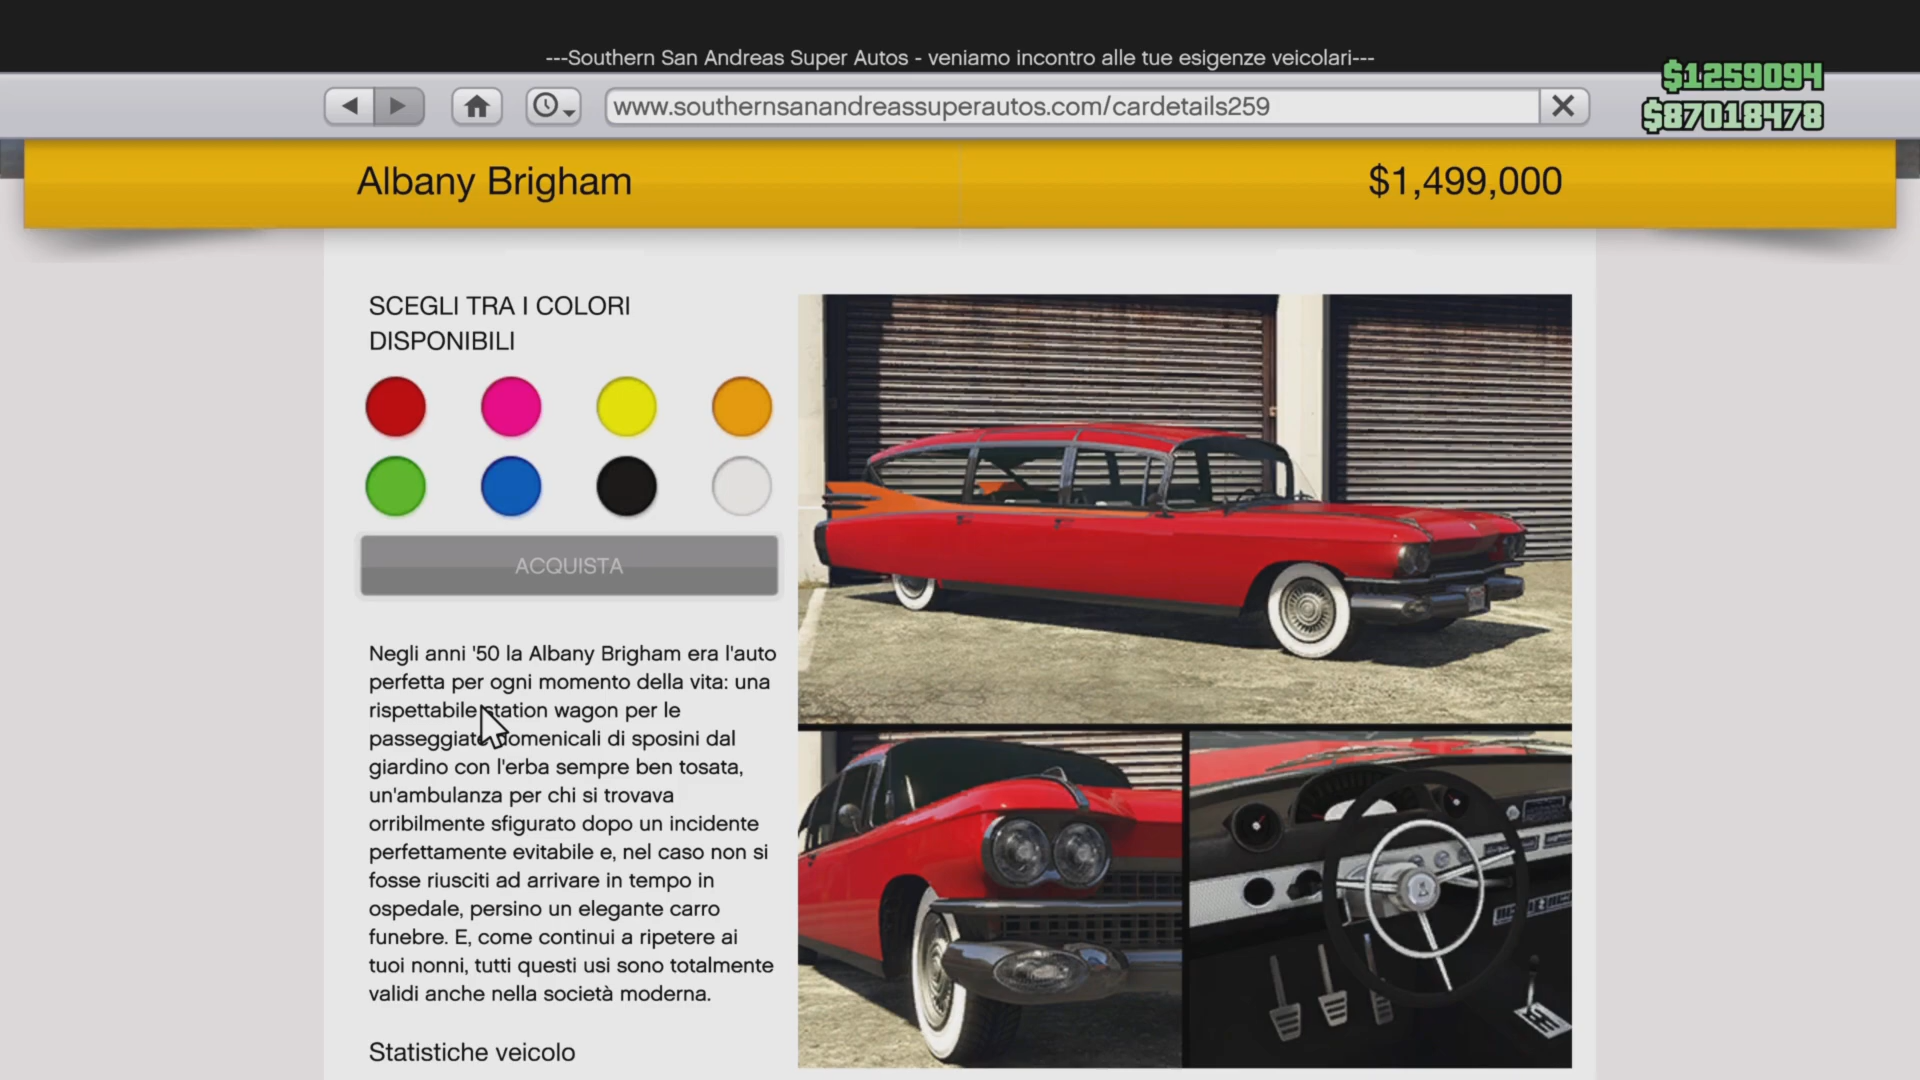 ---Southern San Andreas Super Autos - veniamo incontro alle tue esigenze veicolari---
$1259094
www.southernsanandreassuperautos.com/cardetails259
$87018478
Albany Brigham
$1,499,000
SCEGLI TRA I COLORI
DISPONIBILI
ACQUISTA
Negli anni '50 la Albany Brigham era l'auto
perfetta per ogni momento della vita: una
rispettabile station wagon per le
passeggiate domenicali di sposini dal
giardino con l'erba sempre ben tosata,
un'ambulanza per chi si trovava
orribilmente sfigurato dopo un incidente
perfettamente evitabile e, nel caso non si
fosse riusciti ad arrivare in tempo in
ospedale, persino un elegante carro
funebre. E, come continui a ripetere ai
tuoi nonni, tutti questi usi sono totalmente
validi anche nella società moderna.
Statistiche veicolo